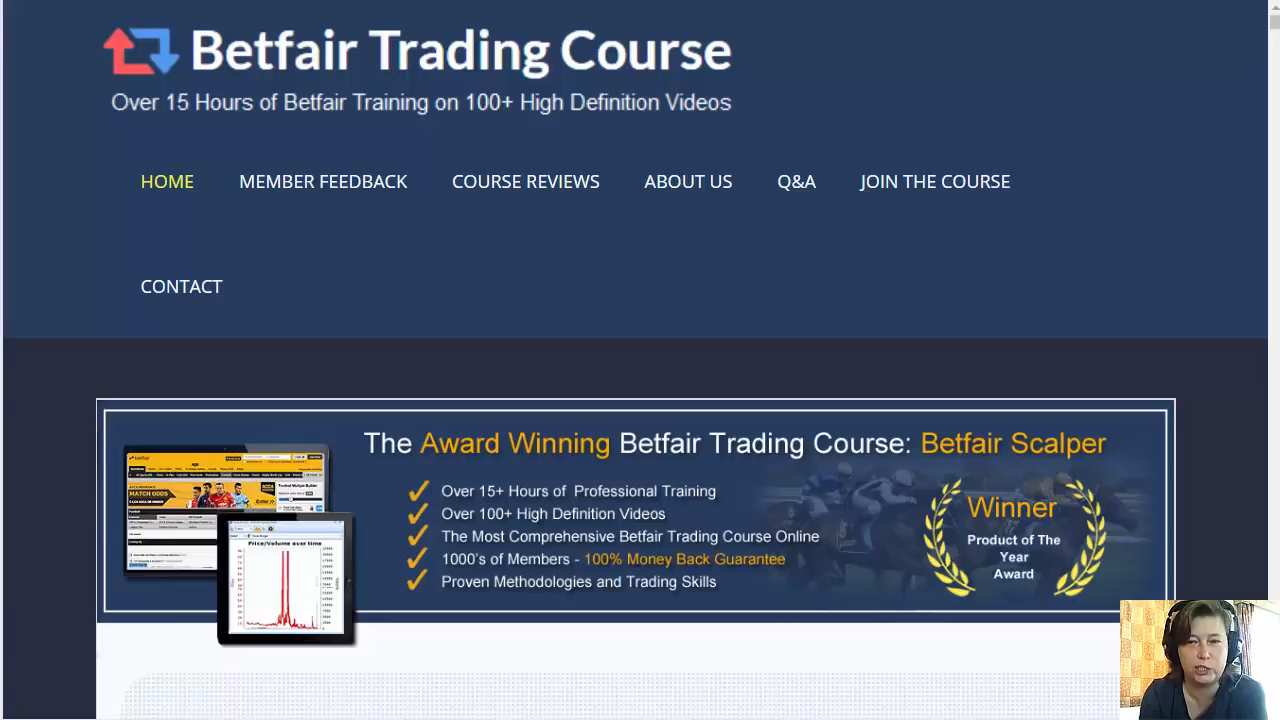 Betfair Trading Course
Over 15 Hours of Betfair Training on 100+ High Definition Videos
HOME
MEMBER FEEDBACK
COURSE REVIEWS
ABOUT US
Q&A
JOIN THE COURSE
CONTACT
The Award Winning Betfair Trading Course: Betfair Scalper
Over 15+ Hours of Professional Training
Over 100+ High Definition Videos
The Most Comprehensive Betfair Trading Course Online
1000's of Members - 100% Money Back Guarantee
Proven Methodologies and Trading Skills
Winner
Product of The
Year
Award
MATCH ODDS
Price/Volume over time